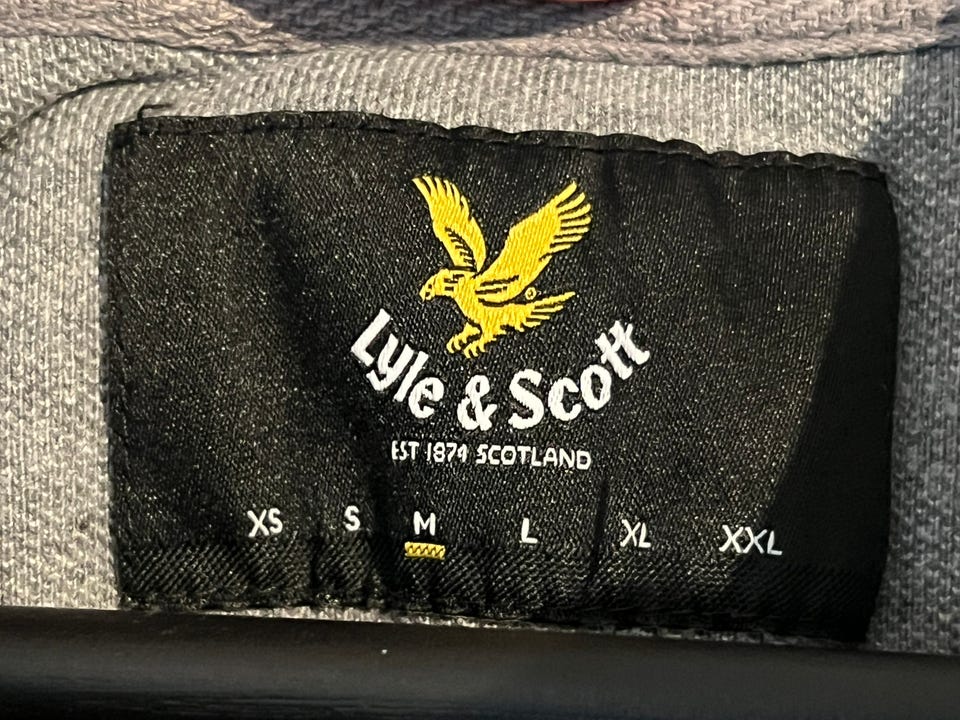 Lyle & Scott
EST 1874 SCOTLAND
XS S M L XL XXL